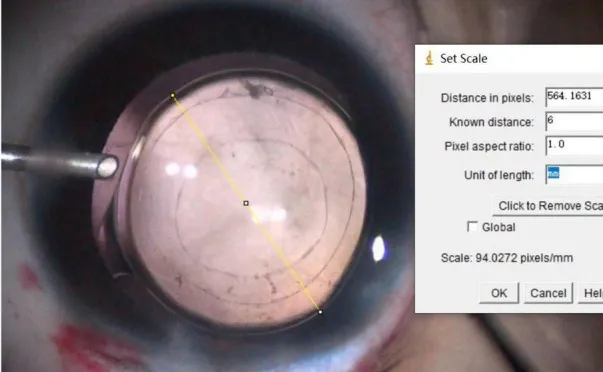 Set Scale
Distance in pixels: 564.1631
Known distance: 6
Pixel aspect ratio: 1.0
Unit of length: mm
Click to Remove Sca
Global
Scale: 94.0272 pixels/mm
OK Cancel Hel